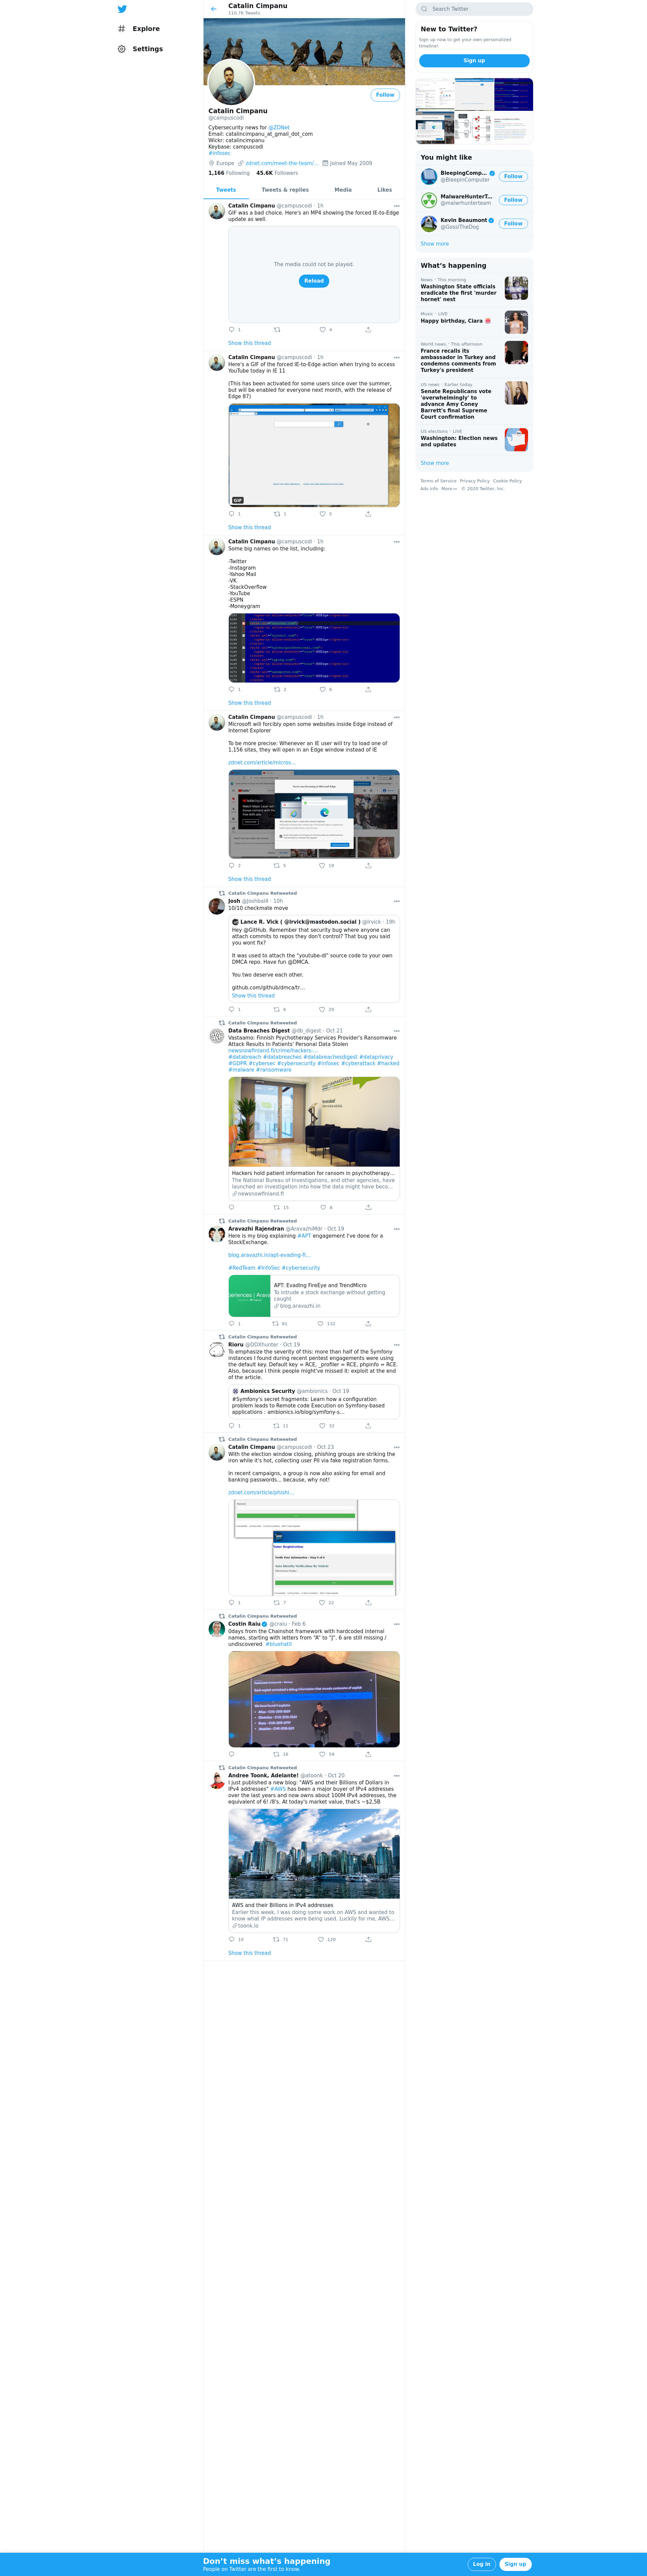 Explore
Settings
Catalin Cimpanu
110.7K Tweets
Follow
Catalin Cimpanu
@campuscodi
Cybersecurity news for @ZDNet
Email: catalincimpanu_at_gmail_dot_com
Wickr: catalincimpanu
Keybase: campuscodi
#infosec
Europe zdnet.com/meet-the-team/… Joined May 2009
1,166 Following 45.6K Followers
Tweets Tweets & replies Media Likes
Catalin Cimpanu @campuscodi · 1h
GIF was a bad choice. Here's an MP4 showing the forced IE-to-Edge
update as well.
The media could not be played.
Reload
1 4
Show this thread
Catalin Cimpanu @campuscodi · 1h
Here's a GIF of the forced IE-to-Edge action when trying to access
YouTube today in IE 11
(This has been activated for some users since over the summer,
but will be enabled for everyone next month, with the release of
Edge 87)
GIF
1 1 5
Show this thread
Catalin Cimpanu @campuscodi · 1h
Some big names on the list, including:
-Twitter
-Instagram
-Yahoo Mail
-VK
-StackOverflow
-YouTube
-ESPN
-Moneygram
1 2 6
Show this thread
Catalin Cimpanu @campuscodi · 1h
Microsoft will forcibly open some websites inside Edge instead of
Internet Explorer
To be more precise: Whenever an IE user will try to load one of
1,156 sites, they will open in an Edge window instead of IE
zdnet.com/article/micros…
2 5 19
Show this thread
Catalin Cimpanu Retweeted
Josh @Joshbal4 · 10h
10/10 checkmate move
Lance R. Vick ( @lrvick@mastodon.social ) @lrvick · 19h
Hey @GitHub. Remember that security bug where anyone can
attach commits to repos they don't control? That bug you said
you wont fix?
It was used to attach the "youtube-dl" source code to your own
DMCA repo. Have fun @DMCA.
You two deserve each other.
github.com/github/dmca/tr…
Show this thread
1 6 29
Catalin Cimpanu Retweeted
Data Breaches Digest @db_digest · Oct 21
Vastaamo: Finnish Psychotherapy Services Provider's Ransomware
Attack Results In Patients' Personal Data Stolen
newsnowfinland.fi/crime/hackers-…
#databreach #databreaches #databreachesdigest #dataprivacy
#GDPR #cybersec #cybersecurity #infosec #cyberattack #hacked
#malware #ransomware
Hackers hold patient information for ransom in psychotherapy…
The National Bureau of Investigations, and other agencies, have
launched an investigation into how the data might have beco…
newsnowfinland.fi
15 8
Catalin Cimpanu Retweeted
Aravazhi Rajendran @AravazhiMdr · Oct 19
Here is my blog explaining #APT engagement I've done for a
StockExchange.
blog.aravazhi.in/apt-evading-fi…
#RedTeam #InfoSec #cybersecurity
periences | Arava
APT: Evading FireEye and TrendMicro
To intrude a stock exchange without getting
caught
blog.aravazhi.in
1 91 132
Catalin Cimpanu Retweeted
Rioru @DDXhunter · Oct 19
To emphasize the severity of this: more than half of the Symfony
instances I found during recent pentest engagements were using
the default key. Default key = RCE, _profiler = RCE, phpinfo = RCE.
Also, because I think people might've missed it: exploit at the end
of the article.
Ambionics Security @ambionics · Oct 19
#Symfony's secret fragments: Learn how a configuration
problem leads to Remote code Execution on Symfony-based
applications : ambionics.io/blog/symfony-s…
1 11 32
Catalin Cimpanu Retweeted
Catalin Cimpanu @campuscodi · Oct 23
With the election window closing, phishing groups are striking the
iron while it's hot, collecting user PII via fake registration forms.
In recent campaigns, a group is now also asking for email and
banking passwords... because, why not!
zdnet.com/article/phishi…
Voter Registration
1 7 22
Catalin Cimpanu Retweeted
Costin Raiu @craiu · Feb 6
0days from the Chainshot framework with hardcoded internal
names, starting with letters from “A” to “J”. 6 are still missing /
undiscovered #bluehatil
16 59
Catalin Cimpanu Retweeted
Andree Toonk, Adelante! @atoonk · Oct 20
I just published a new blog: "AWS and their Billions of Dollars in
IPv4 addresses" #AWS has been a major buyer of IPv4 addresses
over the last years and now owns about 100M IPv4 addresses, the
equivalent of 6! /8's. At today's market value, that's ~$2.5B
AWS and their Billions in IPv4 addresses
Earlier this week, I was doing some work on AWS and wanted to
know what IP addresses were being used. Luckily for me, AWS…
toonk.io
10 71 120
Show this thread
Search Twitter
New to Twitter?
Sign up now to get your own personalized
timeline!
Sign up
You might like
BleepingComp…
@BleepinComputer
Follow
MalwareHunterT…
@malwrhunterteam
Follow
Kevin Beaumont
@GossiTheDog
Follow
Show more
What’s happening
News · This morning
Washington State officials
eradicate the first 'murder
hornet' nest
Music · LIVE
Happy birthday, Ciara
World news · This afternoon
France recalls its
ambassador in Turkey and
condemns comments from
Turkey's president
US news · Earlier today
Senate Republicans vote
'overwhelmingly' to
advance Amy Coney
Barrett's final Supreme
Court confirmation
US elections · LIVE
Washington: Election news
and updates
Show more
Terms of Service Privacy Policy Cookie Policy
Ads info More © 2020 Twitter, Inc.
Don’t miss what’s happening
People on Twitter are the first to know.
Log in Sign up